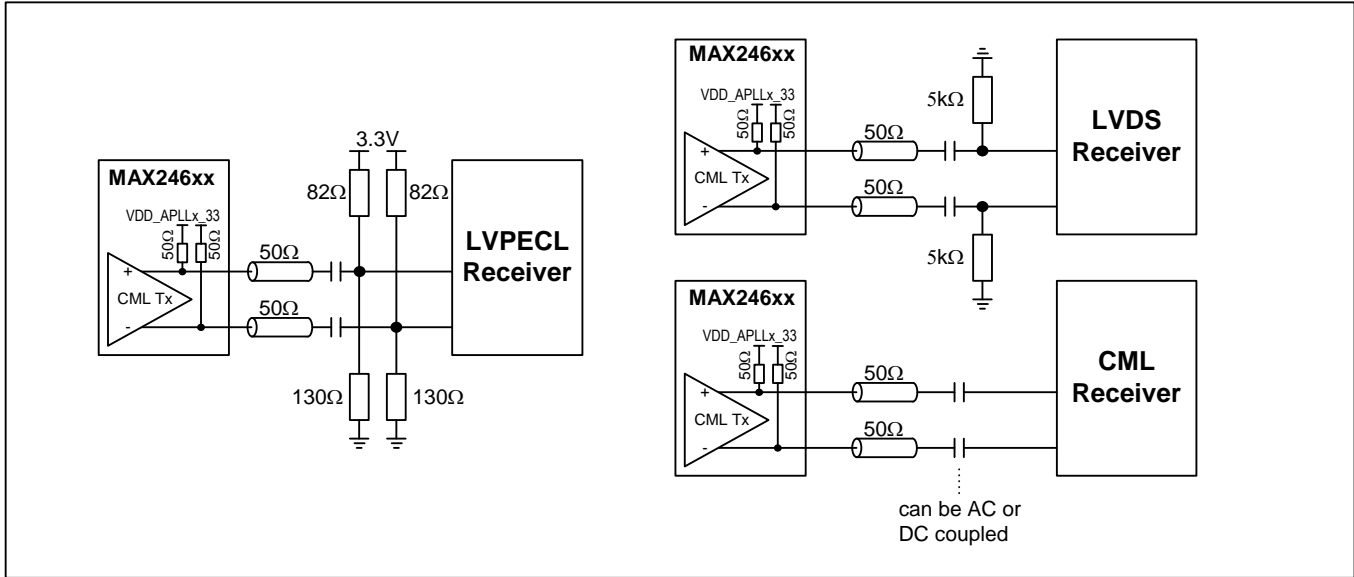 MAX246xx
VDD_APLLx_33
50Ω
50Ω
+
CML Tx
-
50Ω
50Ω
3.3V
82Ω
82Ω
130Ω
130Ω
LVPECL
Receiver
MAX246xx
VDD_APLLx_33
50Ω
50Ω
+
CML Tx
-
50Ω
50Ω
5kΩ
5kΩ
LVDS
Receiver
MAX246xx
VDD_APLLx_33
50Ω
50Ω
+
CML Tx
-
50Ω
50Ω
CML
Receiver
can be AC or
DC coupled